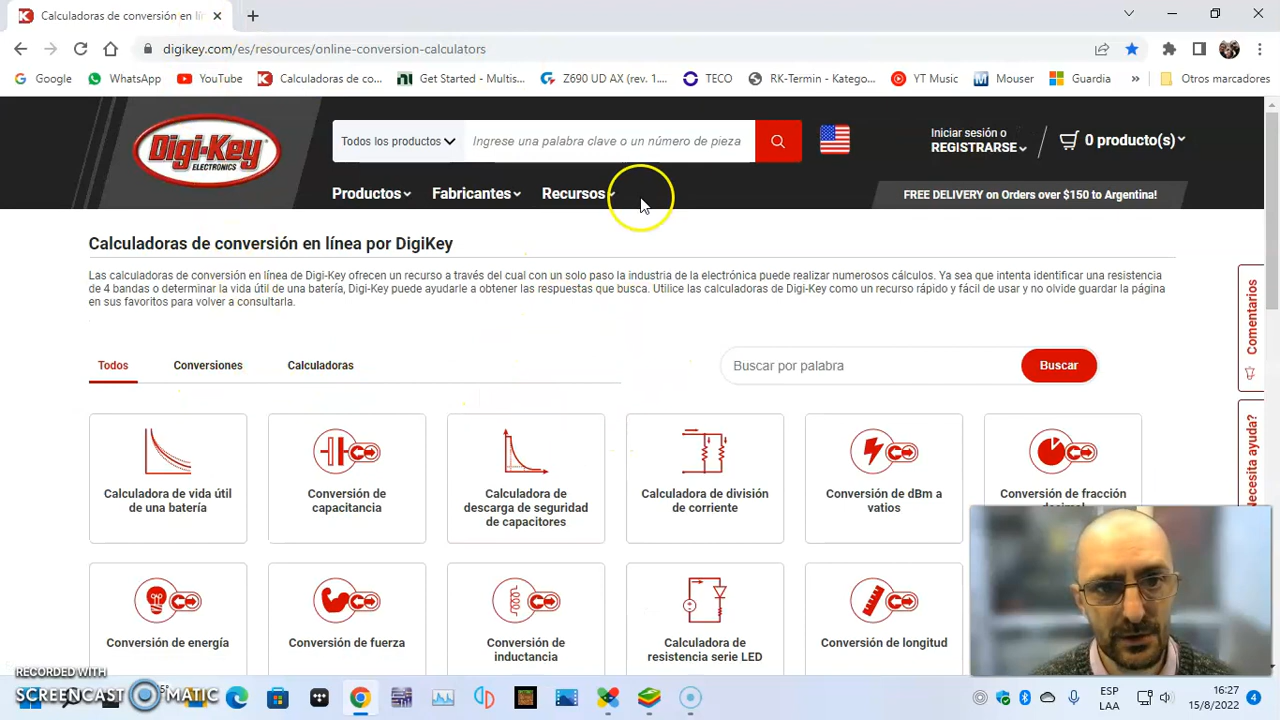 Calculadoras de conversión en lí
digikey.com/es/resources/online-conversion-calculators
Google
WhatsApp
YouTube
Calculadoras de co...
Get Started - Multis...
Z690 UD AX (rev. 1....
TECO
RK-Termin - Katego...
YT Music
Mouser
Guardia
»
Otros marcadores
Digi-Key
ELECTRONICS
Todos los productos
Ingrese una palabra clave o un número de pieza
Iniciar sesión o
REGISTRARSE
0 producto(s)
Productos
Fabricantes
Recursos
FREE DELIVERY on Orders over $150 to Argentina!
Calculadoras de conversión en línea por DigiKey
Las calculadoras de conversión en línea de Digi-Key ofrecen un recurso a través del cual con un solo paso la industria de la electrónica puede realizar numerosos cálculos. Ya sea que intenta identificar una resistencia
de 4 bandas o determinar la vida útil de una batería, Digi-Key puede ayudarle a obtener las respuestas que busca. Utilice las calculadoras de Digi-Key como un recurso rápido y fácil de usar y no olvide guardar la página
en sus favoritos para volver a consultarla.
Comentarios
Todos
Conversiones
Calculadoras
Buscar por palabra
Buscar
Necesita ayuda?
Calculadora de vida útil
de una batería
Conversión de
capacitancia
Calculadora de
descarga de seguridad
de capacitores
Calculadora de división
de corriente
Conversión de dBm a
vatios
Conversión de fracción
Conversión de energía
Conversión de fuerza
Conversión de
inductancia
Calculadora de
resistencia serie LED
Conversión de longitud
RECORDED WITH
SCREENCAST MATIC
ESP
LAA
16:27
15/8/2022
4